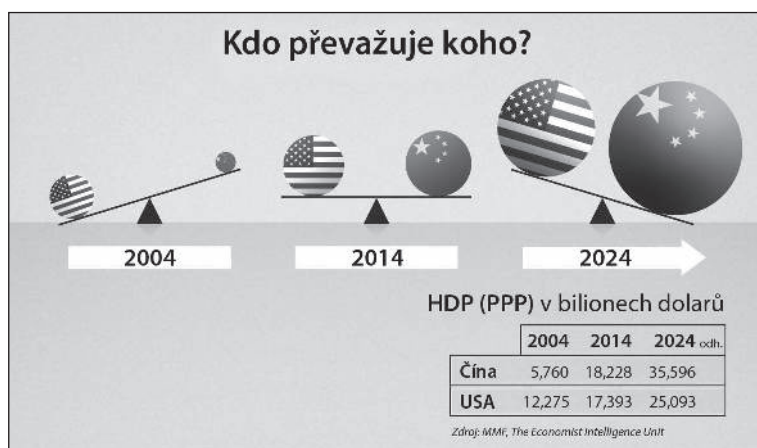 Kdo převažuje koho?
2004 2014 2024
HDP (PPP) v bilionech dolarů
2004 2014 2024 odh.
Čína 5,760 18,228 35,596
USA 12,275 17,393 25,093
Zdroj: MMF, The Economist Intelligence Unit